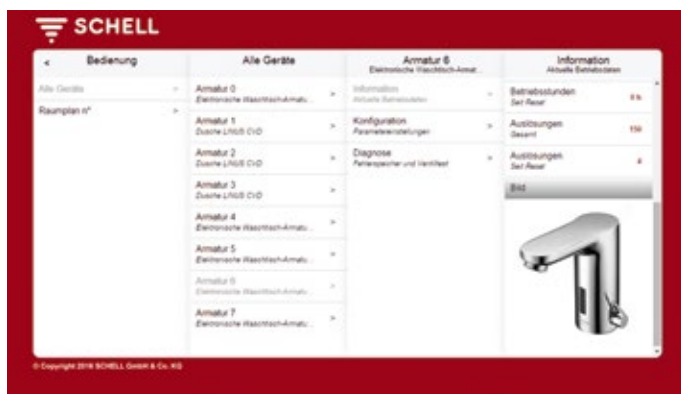 SCHELL
< Bedienung
Alle Geräte >
Raumplan n° >
Alle Geräte
Armatur 0 >
Elektronische Waschtisch-Armatu...
Armatur 1 >
Dusche LINUS CVD
Armatur 2 >
Dusche LINUS CVD
Armatur 3 >
Dusche LINUS CVD
Armatur 4 >
Elektronische Waschtisch-Armatu...
Armatur 5 >
Elektronische Waschtisch-Armatu...
Armatur 6 >
Elektronische Waschtisch-Armatu...
Armatur 7 >
Elektronische Waschtisch-Armatu...
Armatur 6
Elektronische Waschtisch-Armat...
Information >
Aktuelle Betriebsdaten
Konfiguration >
Parametereinstellungen
Diagnose >
Fehlerspeicher und Ventiltest
Information
Aktuelle Betriebsdaten
Betriebsstunden
Seit Reset
Auslösungen 150
Gesamt
Auslösungen
Seit Reset
Bild
© Copyright 2016 SCHELL GmbH & Co. KG